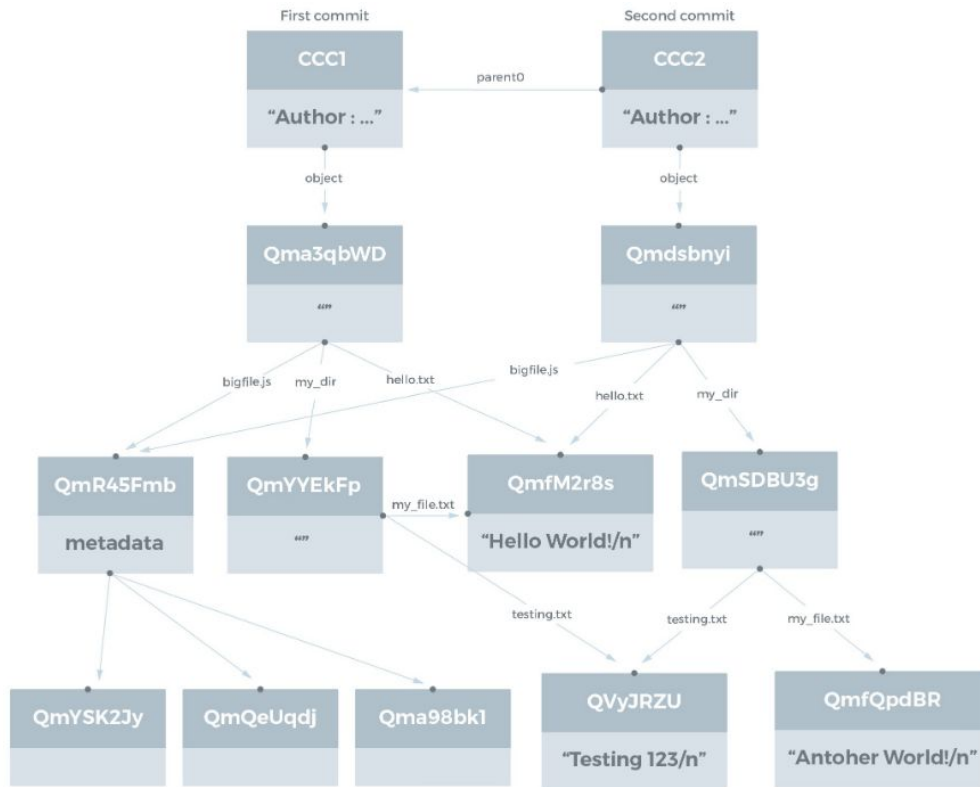 First commit
Second commit
CCC1
CCC2
parent0
“Author : ...”
“Author : ...”
object
object
Qma3qbWD
Qmdsbnyi
“”
“”
bigfile.js
my_dir
hello.txt
bigfile.js
hello.txt
my_dir
QmR45Fmb
QmYYEkFp
QmfM2r8s
QmSDBU3g
my_file.txt
metadata
“”
“Hello World!/n”
“”
testing.txt
testing.txt
my_file.txt
QmYSK2Jy
QmQeUqdj
Qma98bk1
QVyJRZU
QmfQpdBR
“Testing 123/n”
“Antoher World!/n”